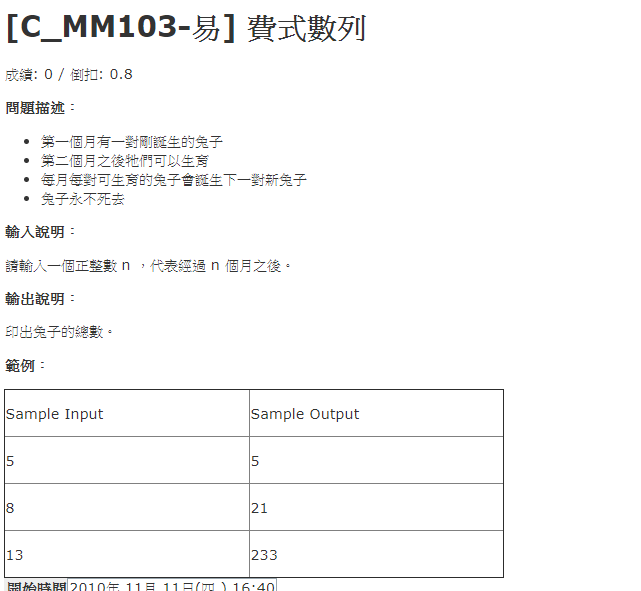 [C_MM103-易] 費式數列
成績: 0 / 倒扣: 0.8
問題描述：
第一個月有一對剛誕生的兔子
第二個月之後牠們可以生育
每月每對可生育的兔子會誕生下一對新兔子
兔子永不死去
輸入說明：
請輸入一個正整數 n ，代表經過 n 個月之後。
輸出說明：
印出兔子的總數。
範例：
Sample Input Sample Output
5 5
8 21
13 233
開始時間 2010年 11月 11日(四 ) 16:40